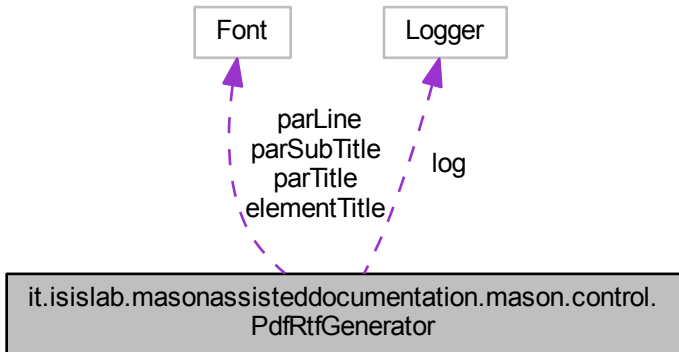 Font
Logger
parLine
parSubTitle
parTitle
elementTitle
log
it.isislab.masonassisteddocumentation.mason.control.
PdfRtfGenerator